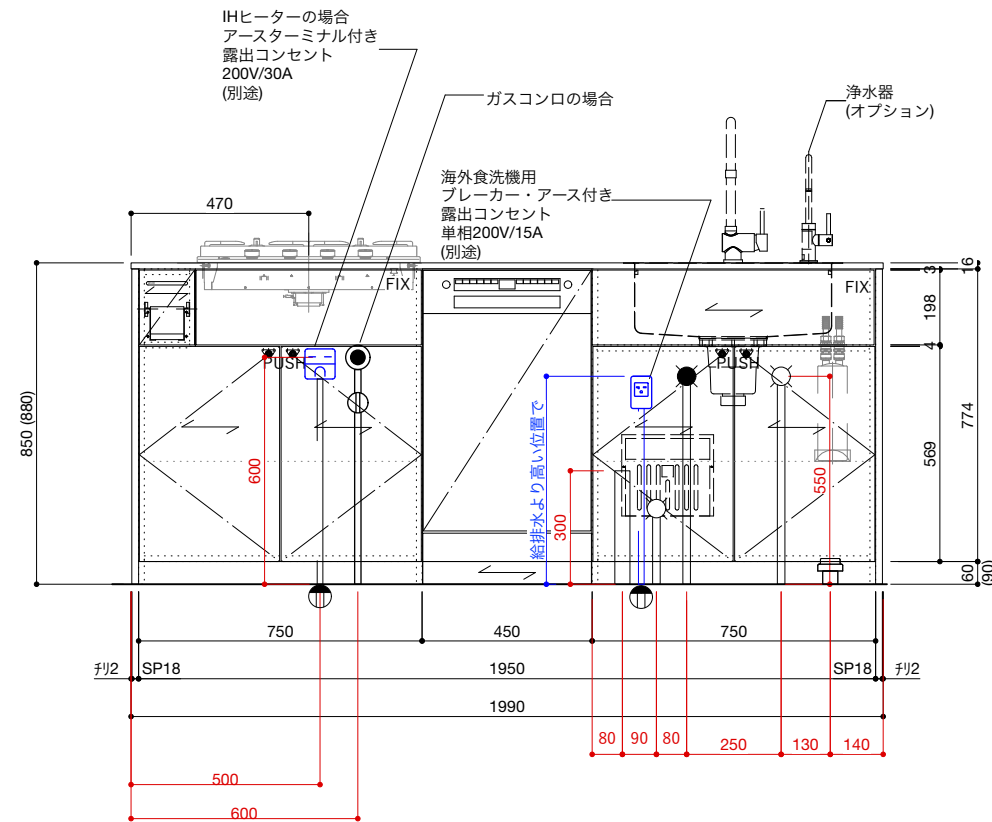 IHヒーターの場合
アースターミナル付き
露出コンセント
200V/30A
(別途)
ガスコンロの場合
浄水器
(オプション)
海外食洗機用
ブレーカー・アース付き
露出コンセント
単相200V/15A
(別途)
470
FIX
FIX
16
3
198
4
PUSH
PUSH
850 (880)
774
569
600
給排水より高い位置で
300
550
60
(90)
750
450
750
チリ2
SP18
1950
SP18
チリ2
1990
80
90
80
250
130
140
500
600